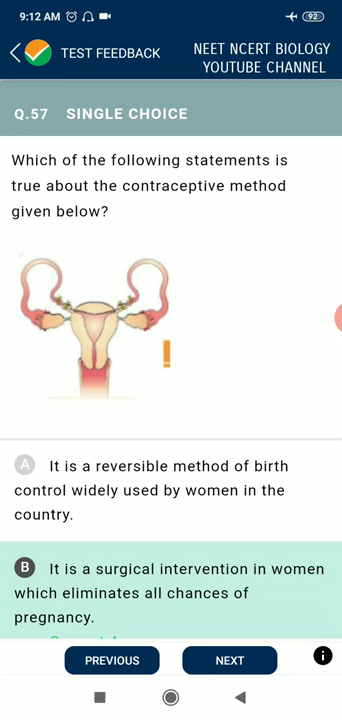 9:12 AM
92
TEST FEEDBACK
NEET NCERT BIOLOGY
YOUTUBE CHANNEL
Q.57 SINGLE CHOICE
Which of the following statements is
true about the contraceptive method
given below?
A It is a reversible method of birth
control widely used by women in the
country.
B It is a surgical intervention in women
which eliminates all chances of
pregnancy.
PREVIOUS
NEXT
i